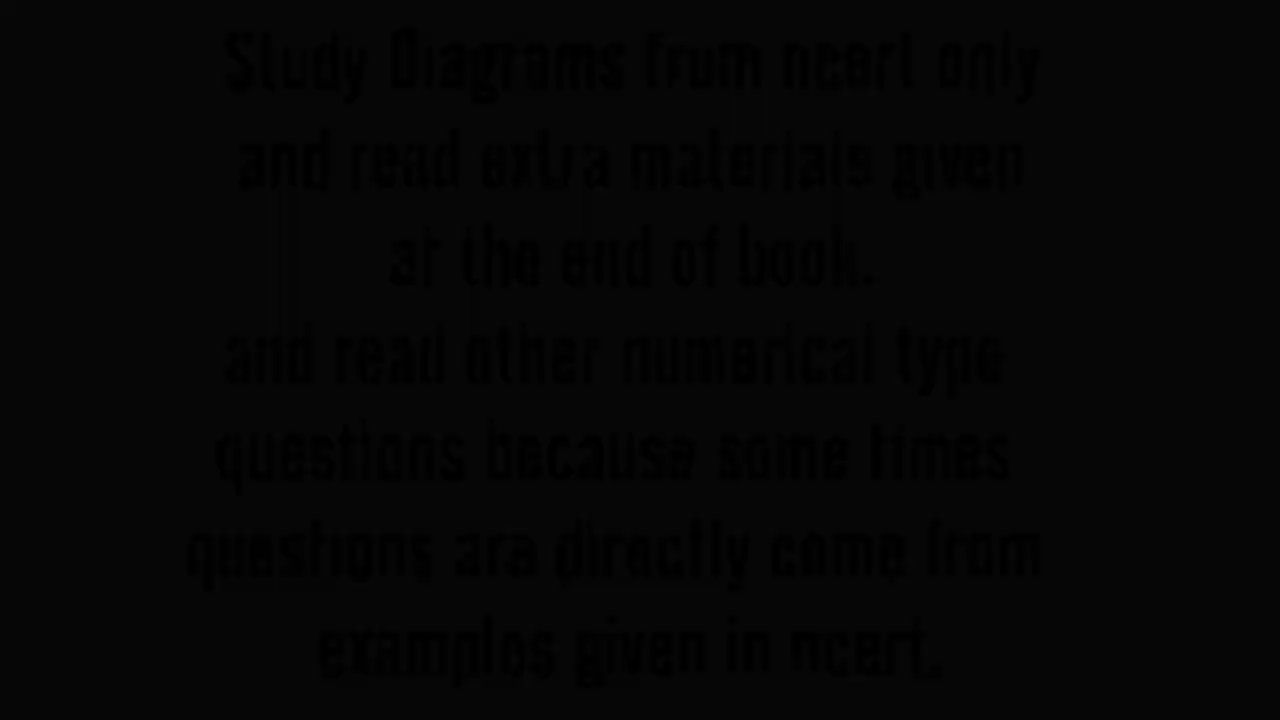 Study Diagrams from ncert only
and read extra materials given
at the end of book.
and read other numerical type
questions because some times
questions are directly come from
examples given in ncert.